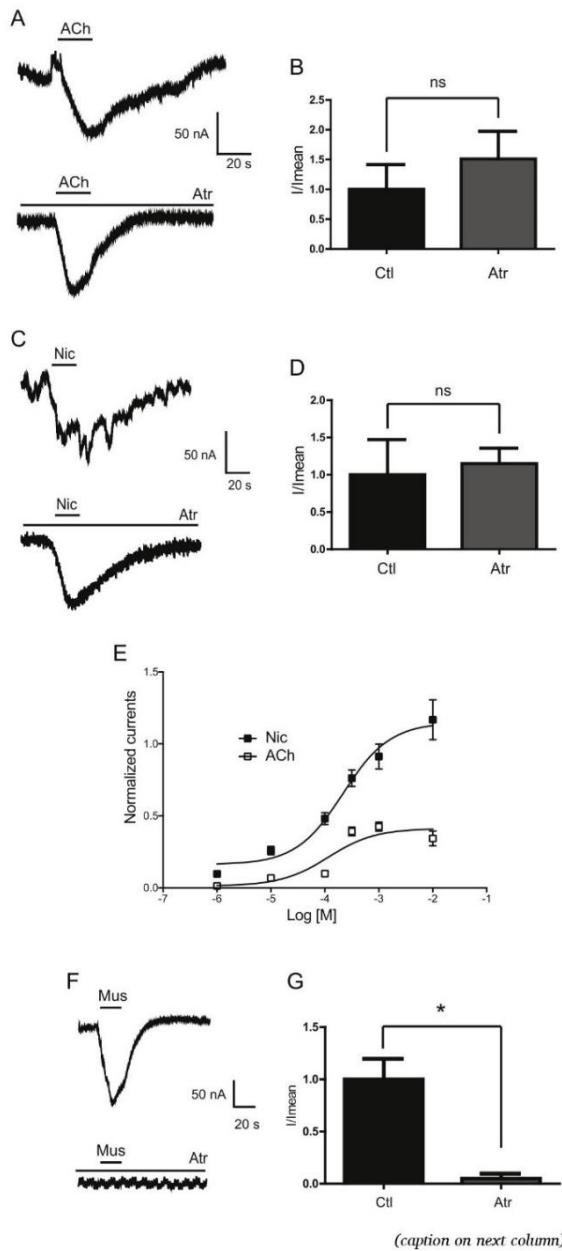 A
ACh
50 nA
20 s
ACh
Atr
B
ns
I/Imean
2.5
2.0
1.5
1.0
0.5
0.0
Ctl
Atr
C
Nic
50 nA
20 s
Nic
Atr
D
ns
I/Imean
2.0
1.5
1.0
0.5
0.0
Ctl
Atr
E
Normalized currents
1.5
1.0
0.5
0.0
Nic
ACh
-7 -6 -5 -4 -3 -2 -1
Log [M]
F
Mus
50 nA
20 s
Mus
Atr
G
*
I/Imean
1.5
1.0
0.5
0.0
Ctl
Atr
(caption on next column)